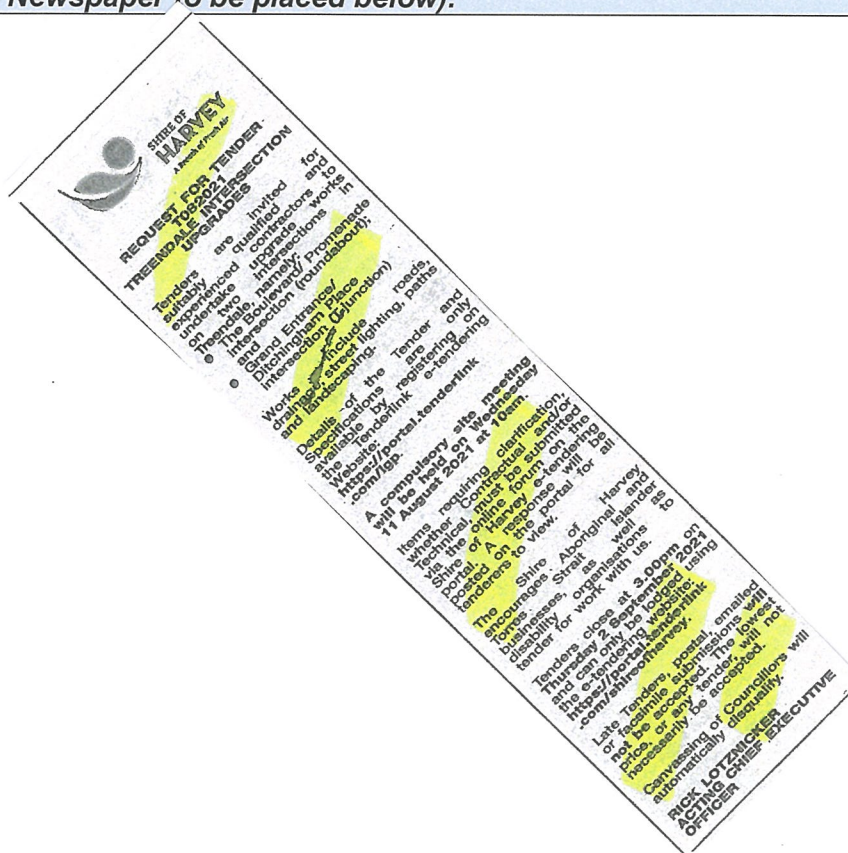 Newspaper to be placed below).
SHIRE OF
HARVEY
A Breath of Fresh Air
REQUEST FOR TENDER
T082021
TREENDALE INTERSECTION
UPGRADES
Tenders are invited for
suitably qualified and
experienced contractors to
undertake upgrade works
on two intersections in
Treendale, namely:
• The Boulevard/ Promenade
intersection (roundabout);
and
• Grand Entrance/
Ditchingham Place
intersection (T-junction)
Works include roads,
drainage, street lighting, paths
and landscaping.
Details of the Tender and
Specifications are only
available by registering on
the Tenderlink e-tendering
Website:
https://portal.tenderlink
.com/lgp.
A compulsory site meeting
will be held on Wednesday
11 August 2021 at 10am.
Items requiring clarification,
whether Contractual and/or
Technical, must be submitted
via the online forum on the
Shire of Harvey e-tendering
portal. A response will be
posted on the portal for all
tenderers to view.
The Shire of Harvey
encourages Aboriginal and
Torres Strait Islander
businesses, as well as
disability organisations to
tender for work with us.
Tenders close at 3.00pm on
Thursday 2 September 2021
and can only be lodged using
the e-tendering website:
https://portal.tenderlink
.com/shireofharvey.
Late Tenders, postal, emailed
or facsimile submissions will
not be accepted. The lowest
price, or any tender, will not
necessarily be accepted.
Canvassing of Councillors will
automatically disqualify.
RICK LOTZNICKER
ACTING CHIEF EXECUTIVE
OFFICER